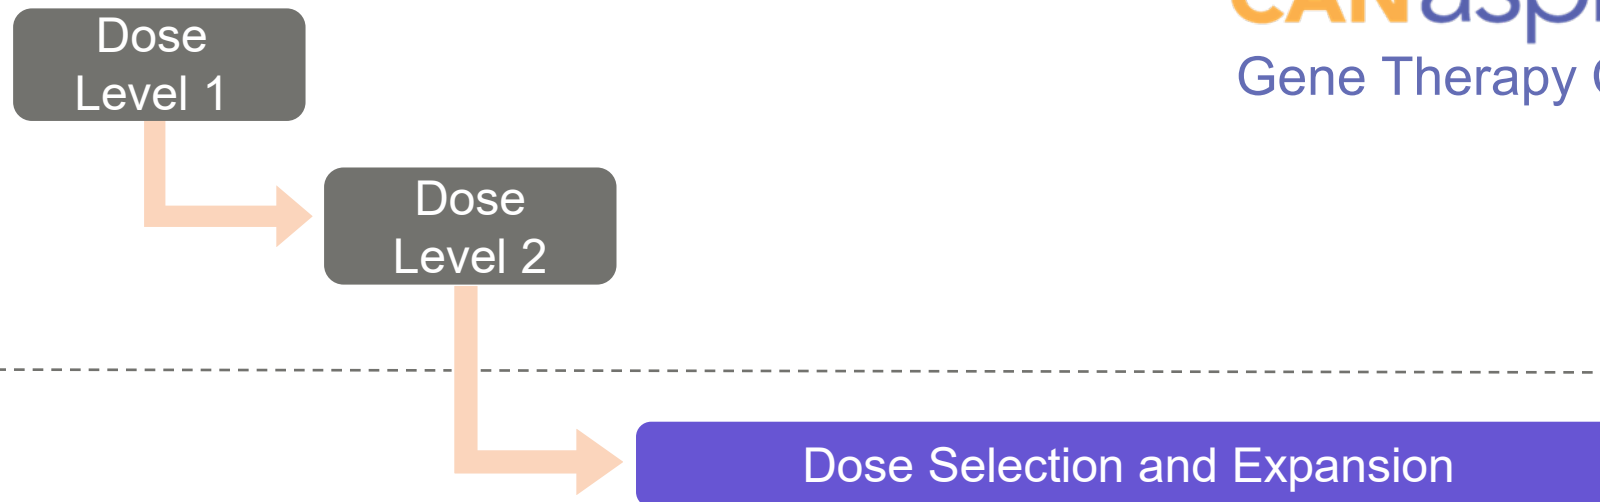 Dose
Level 1
Gene Therapy
Dose
Level 2
Dose Selection and Expansion